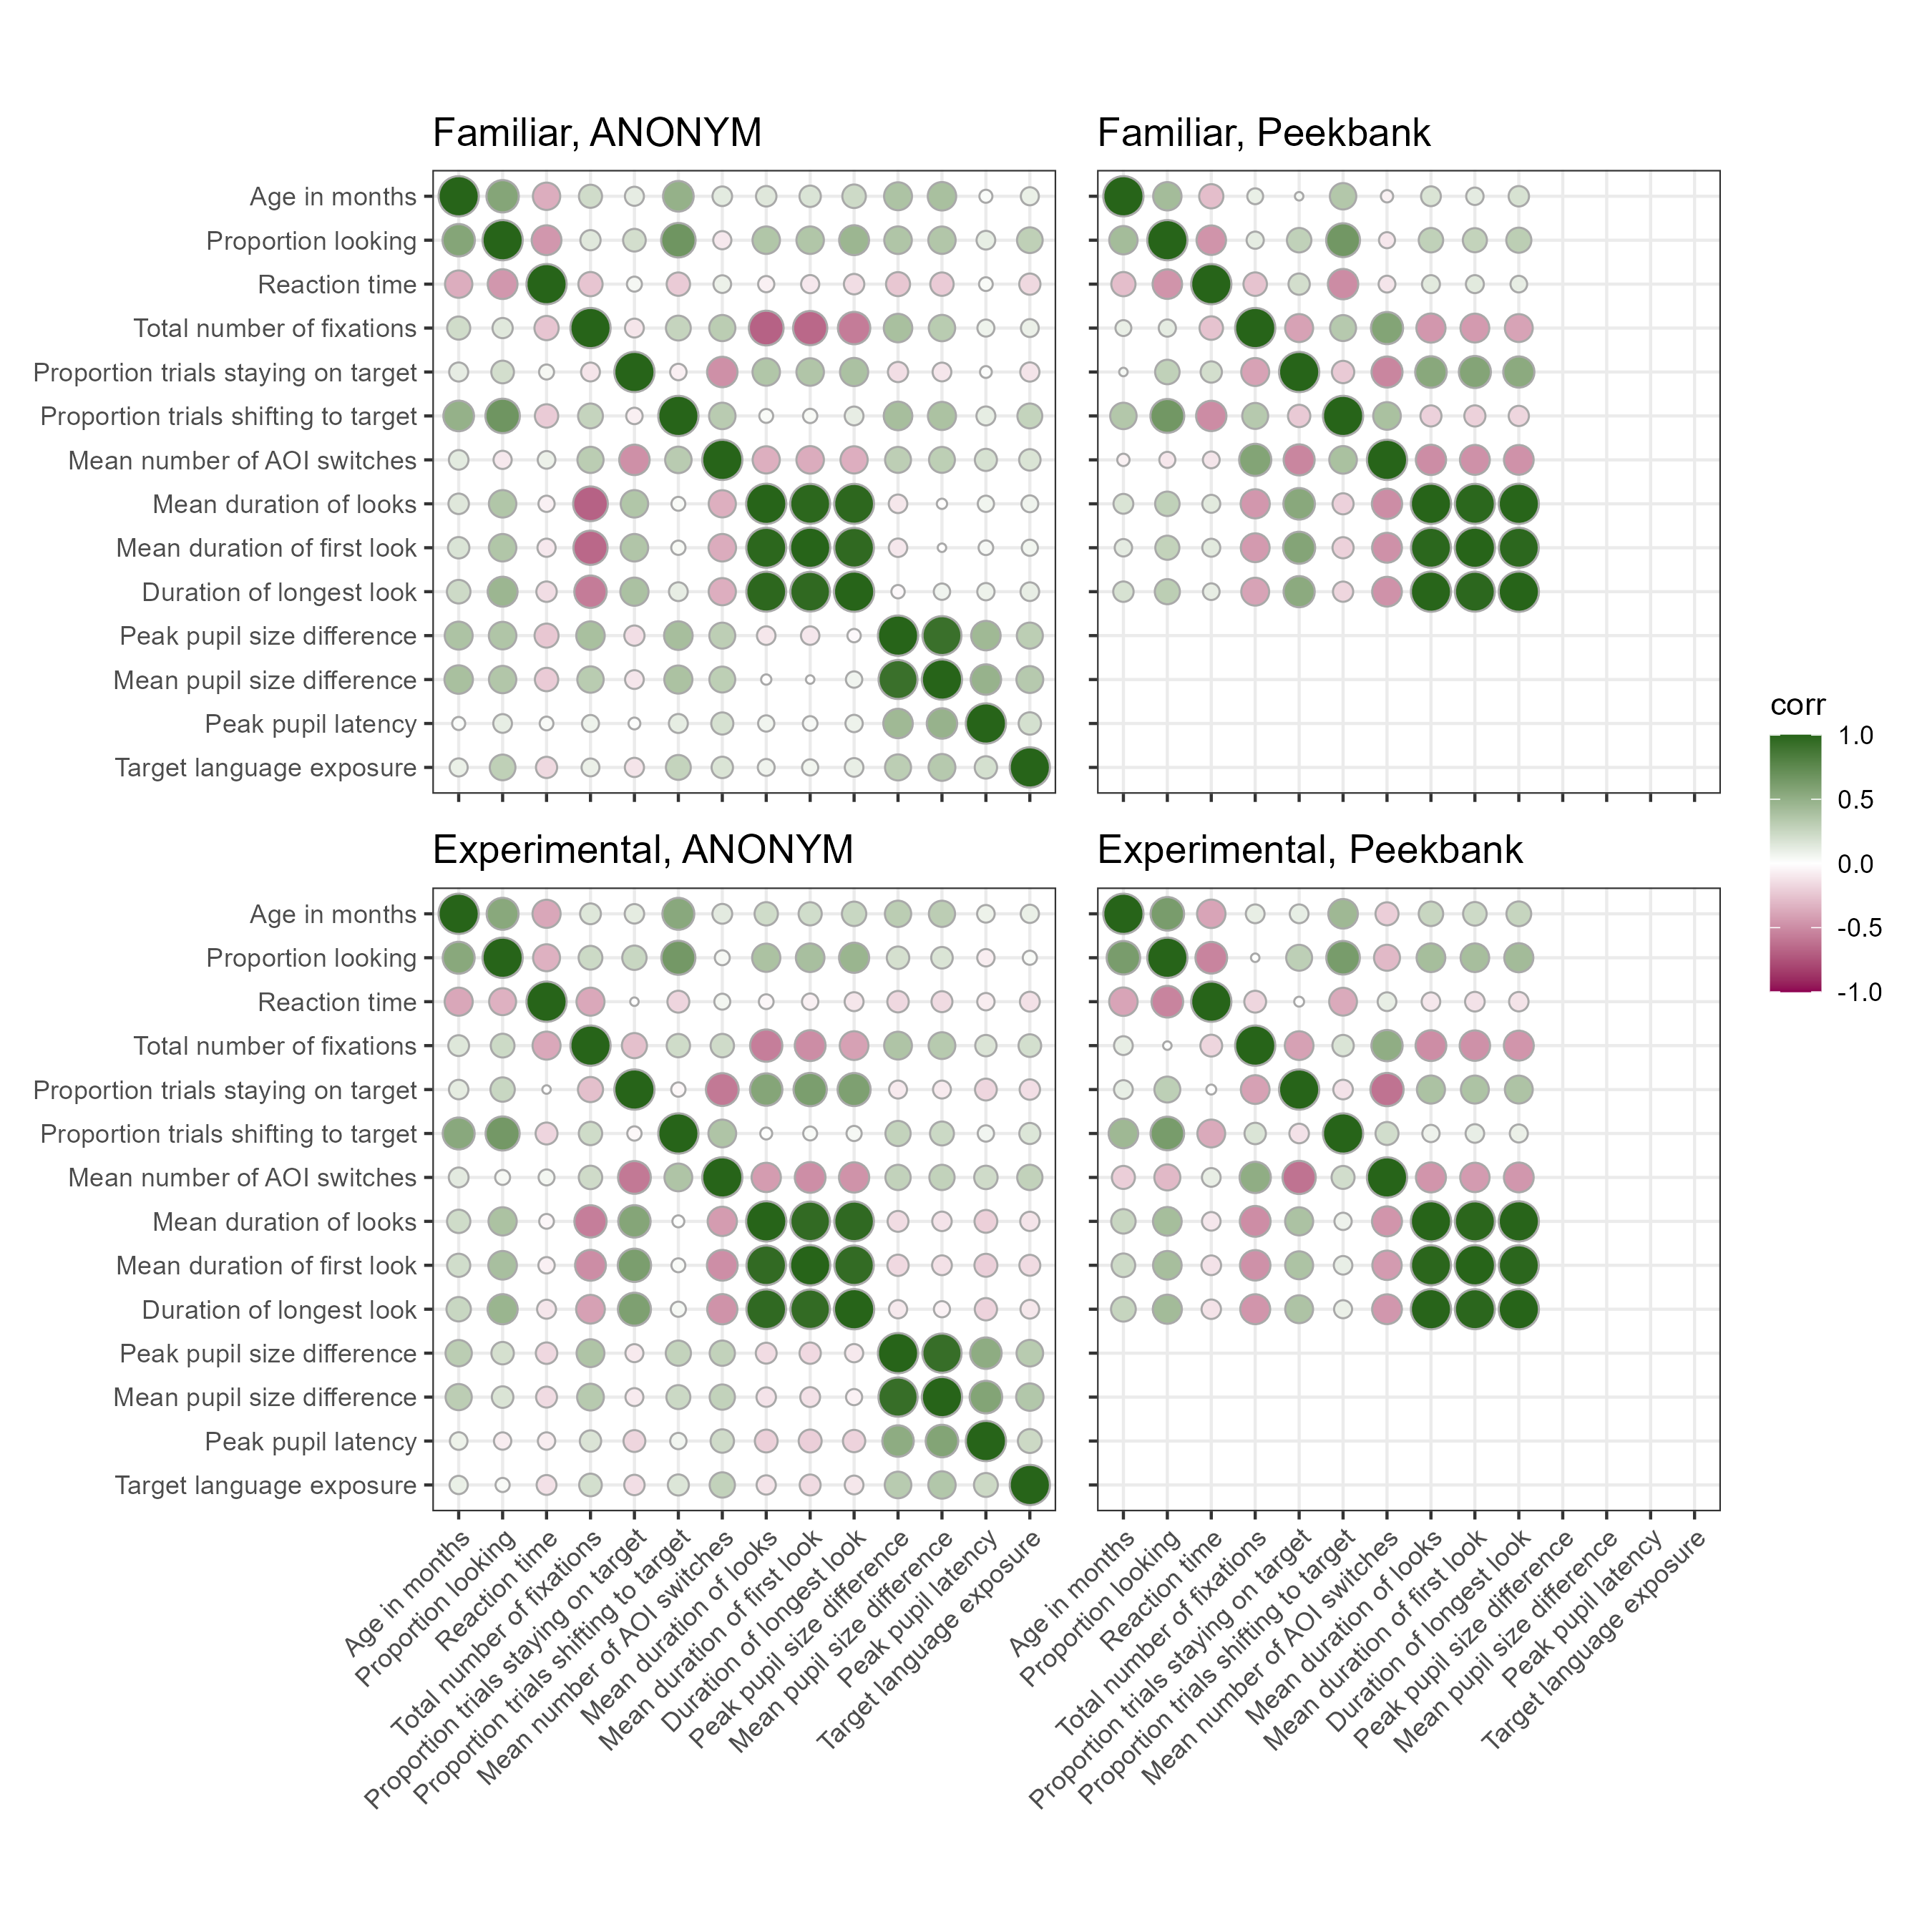 Familiar, ANONYM
Familiar, Peekbank
Age in months
Proportion looking
Reaction time
Total number of fixations
Proportion trials staying on target
Proportion trials shifting to target
Mean number of AOI switches
Mean duration of looks
Mean duration of first look
Duration of longest look
Peak pupil size difference
Mean pupil size difference
Peak pupil latency
Target language exposure
corr
1.0
0.5
0.0
-0.5
-1.0
Experimental, ANONYM
Experimental, Peekbank
Age in months
Proportion looking
Reaction time
Total number of fixations
Proportion trials staying on target
Proportion trials shifting to target
Mean number of AOI switches
Mean duration of looks
Mean duration of first look
Duration of longest look
Peak pupil size difference
Mean pupil size difference
Peak pupil latency
Target language exposure
Age in months
Proportion looking
Reaction time
Total number of fixations
Proportion trials staying on target
Proportion trials shifting to target
Mean number of AOI switches
Mean duration of looks
Mean duration of first look
Duration of longest look
Peak pupil size difference
Mean pupil size difference
Peak pupil latency
Target language exposure
Age in months
Proportion looking
Reaction time
Total number of fixations
Proportion trials staying on target
Proportion trials shifting to target
Mean number of AOI switches
Mean duration of looks
Mean duration of first look
Duration of longest look
Peak pupil size difference
Mean pupil size difference
Peak pupil latency
Target language exposure